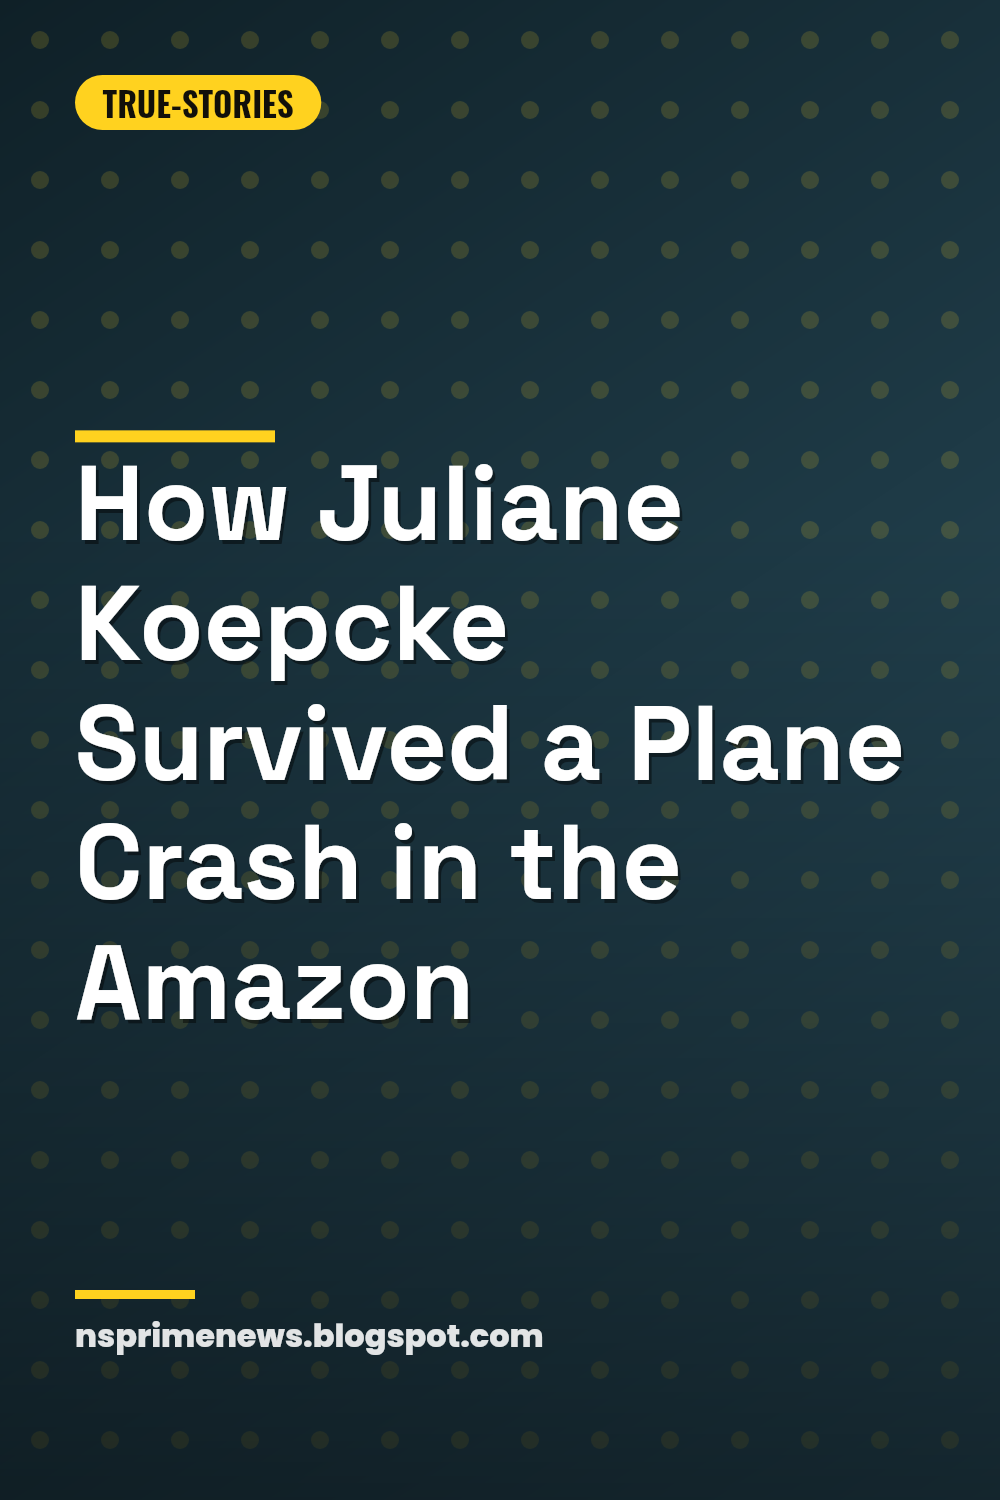 TRUE-STORIES
How Juliane
Koepcke
Survived a Plane
Crash in the
Amazon
nsprimenews.blogspot.com